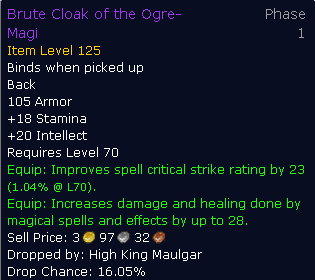 Brute Cloak of the Ogre- Phase
Magi 1
Item Level 125
Binds when picked up
Back
105 Armor
+18 Stamina
+20 Intellect
Requires Level 70
Equip: Improves spell critical strike rating by 23
(1.04% @ L70).
Equip: Increases damage and healing done by
magical spells and effects by up to 28.
Sell Price: 3 97 32
Dropped by: High King Maulgar
Drop Chance: 16.05%